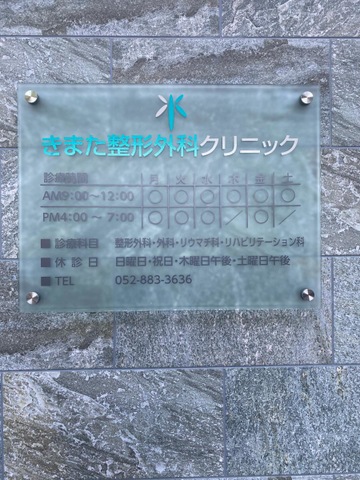 きまた整形外科クリニック
診療時間 月 火 水 木 金 土
AM9:00〜12:00 ○ ○ ○ ○ ○ ○
PM4:00〜 7:00 ○ ○ ○ ／ ○ ／
■ 診療科目 整形外科・外科・リウマチ科・リハビリテーション科
■ 休診日 日曜日・祝日・木曜日午後・土曜日午後
■ TEL 052-883-3636